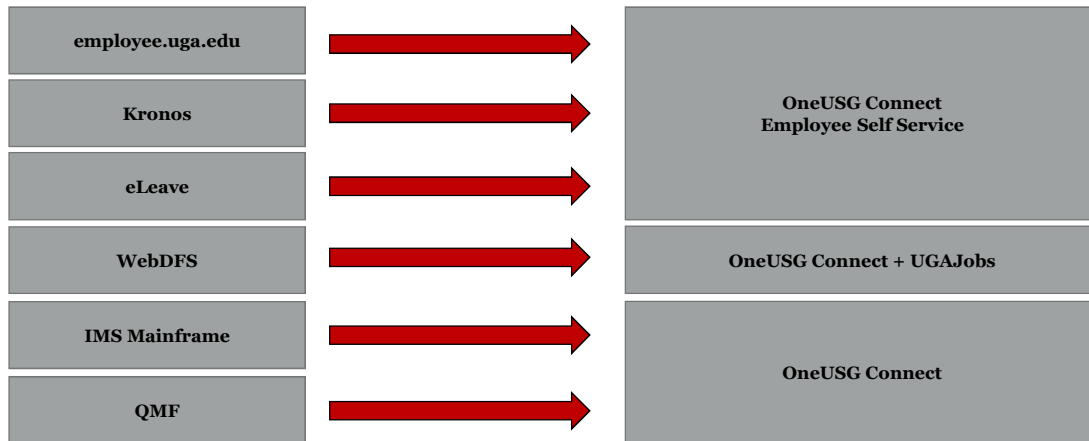 employee.uga.edu
Kronos
eLeave
WebDFS
IMS Mainframe
QMF
OneUSG Connect
Employee Self Service
OneUSG Connect + UGAJobs
OneUSG Connect